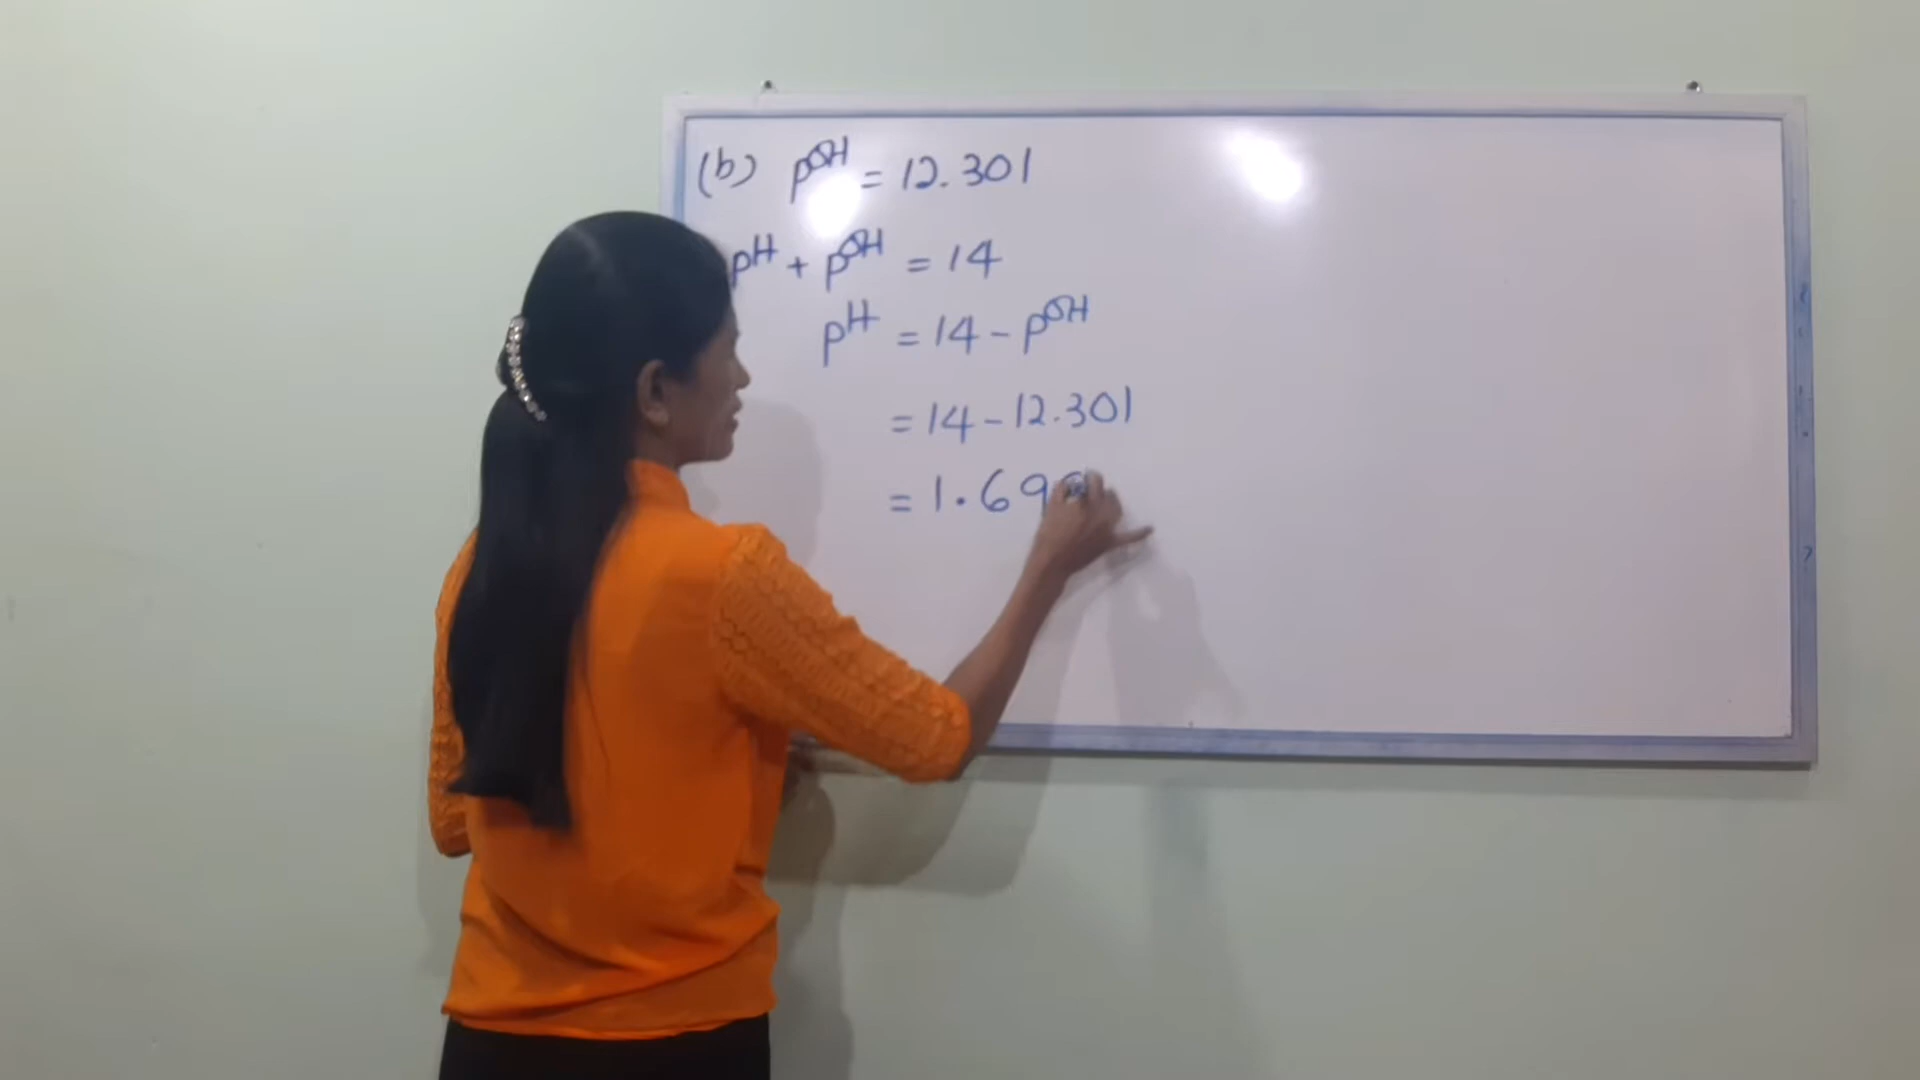 (b) pOH = 12.301
pH + pOH = 14
pH = 14 - pOH
= 14 - 12.301
= 1.69